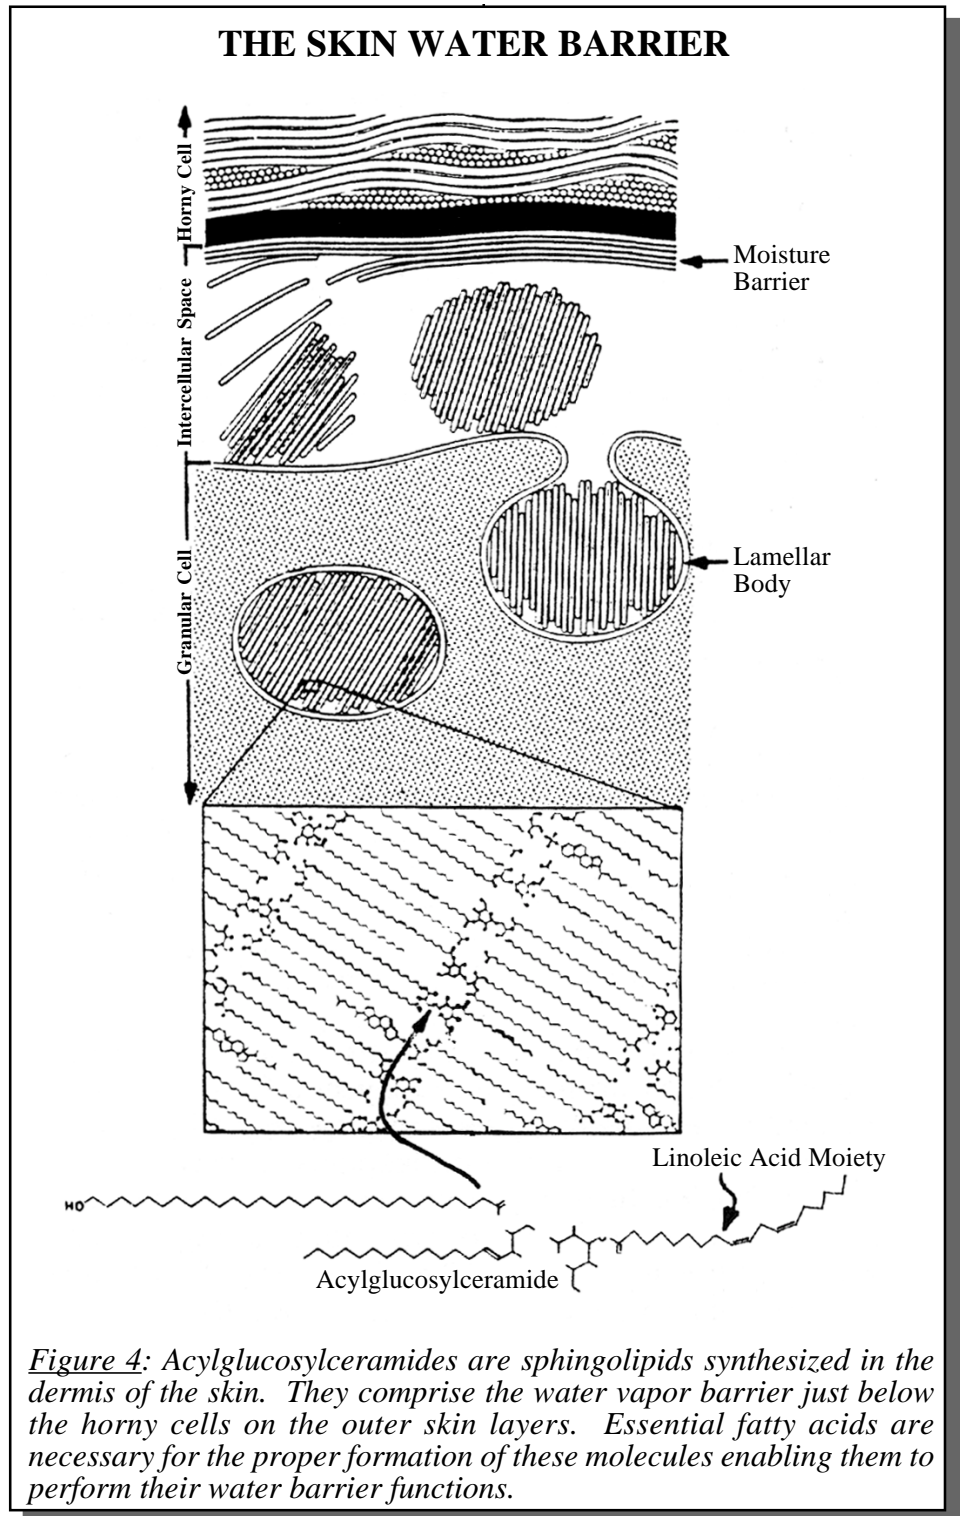 THE SKIN WATER BARRIER
Horny Cell
Moisture
Barrier
Intercellular Space
Lamellar
Body
Granular Cell
Linoleic Acid Moiety
HO
Acylglucosylceramide
Figure 4: Acylglucosylceramides are sphingolipids synthesized in the
dermis of the skin. They comprise the water vapor barrier just below
the horny cells on the outer skin layers. Essential fatty acids are
necessary for the proper formation of these molecules enabling them to
perform their water barrier functions.